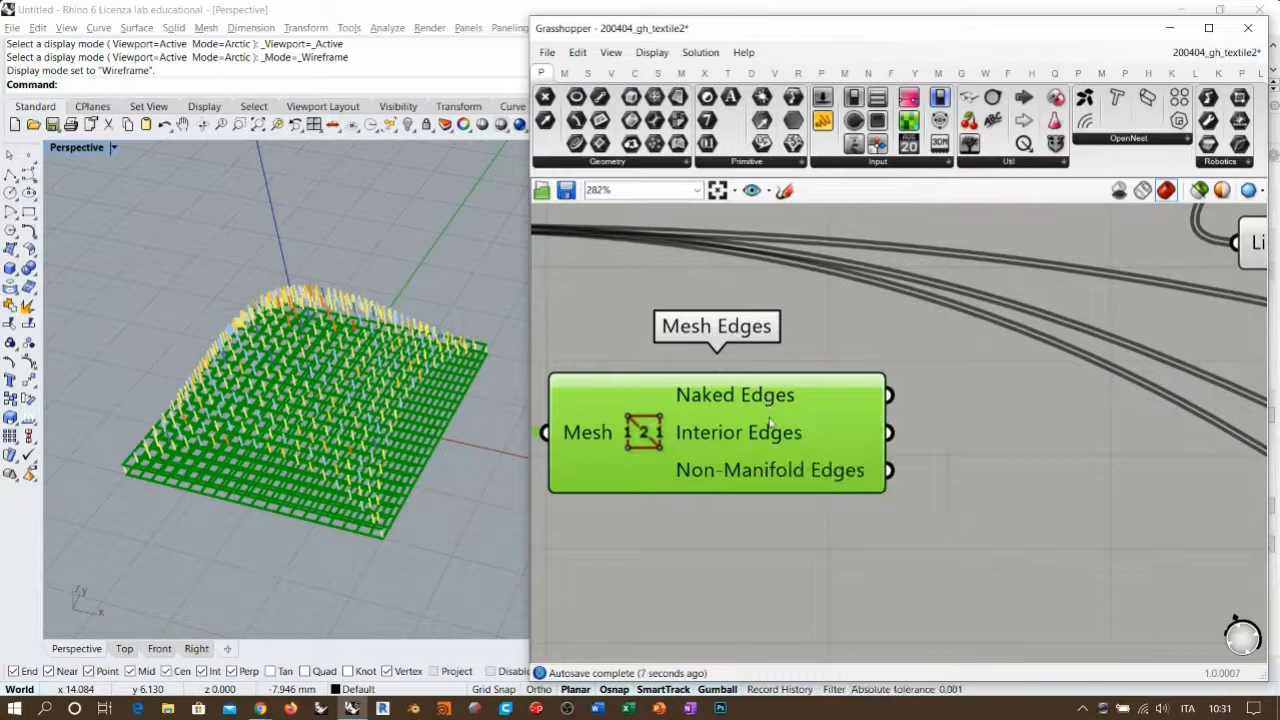 Untitled - Rhino 6 Licenza lab educational - [Perspective]
File Edit View Curve Surface Solid Mesh Dimension Transform Tools Analyze Render Panels Paneling
Select a display mode ( Viewport=Active Mode=Arctic ): _Viewport=_Active
Select a display mode ( Viewport=Active Mode=Arctic ): _Mode=_Wireframe
Display mode set to "Wireframe".
Command:
Standard CPlanes Set View Display Select Viewport Layout Visibility Transform Curve
Perspective
z y
x
Perspective Top Front Right
End Near Point Mid Cen Int Perp Tan Quad Knot Vertex Project Disable
World x 14.084 y 6.130 z 0.000 -7.946 mm Default Grid Snap Ortho Planar Osnap SmartTrack Gumball Record History Filter Absolute tolerance: 0.001
Grasshopper - 200404_gh_textile2*
File Edit View Display Solution Help 200404_gh_textile2*
P M S V C S M I T D V R P M N F Y M G W D H K P M P T C X K L R P L
Geometry Primitive Input Util OpenNest Robotics
282%
Li
Mesh Edges
Naked Edges
Mesh 1 2 1 Interior Edges
Non-Manifold Edges
Autosave complete (7 seconds ago) 1.0.0007
ITA 10:31